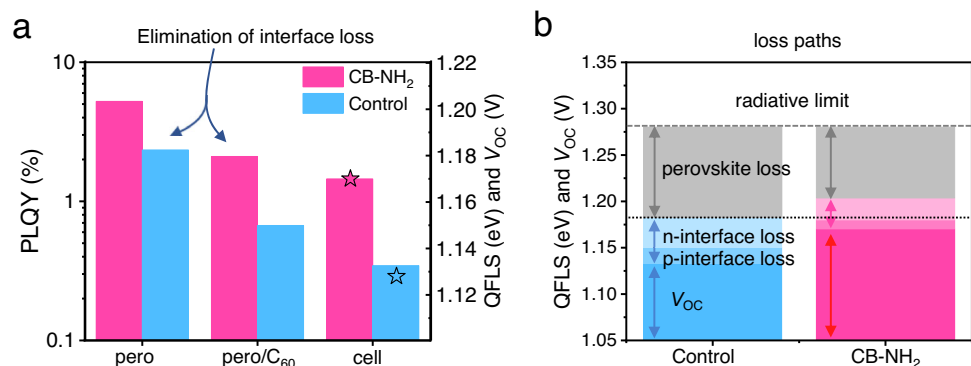 a
Elimination of interface loss
CB-NH₂
Control
10
1
0.1
PLQY (%)
pero
pero/C₆₀
cell
1.22
1.20
1.18
1.16
1.14
1.12
QFLS (eV) and V_OC (V)
b
loss paths
1.35
1.30
1.25
1.20
1.15
1.10
1.05
QFLS (eV) and V_OC (V)
radiative limit
perovskite loss
n-interface loss
p-interface loss
V_OC
Control
CB-NH₂